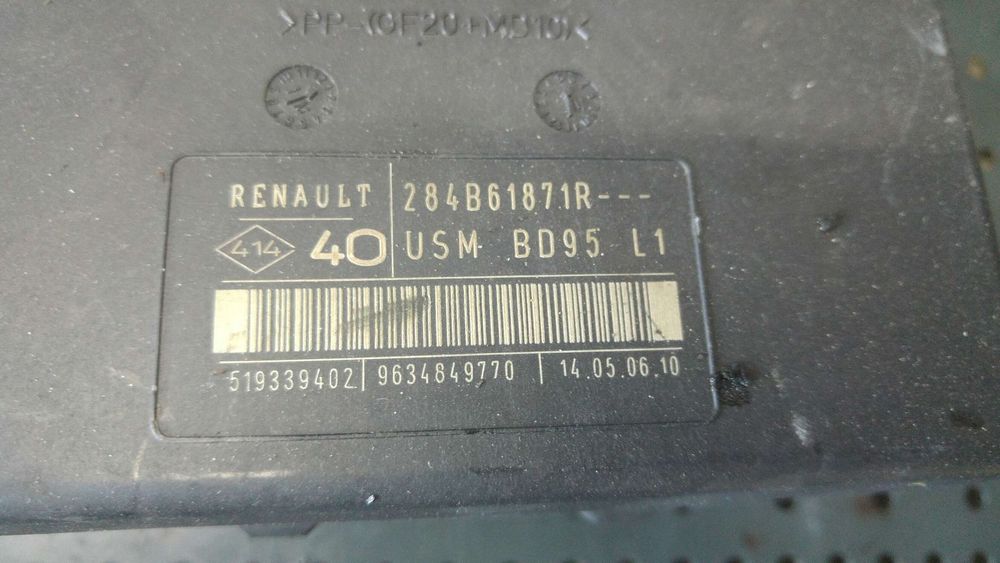 >PP-(GF20+MD10)<
RENAULT 284B61871R---
414 40 USM BD95 L1
519339402 9634849770 14.05.06.10